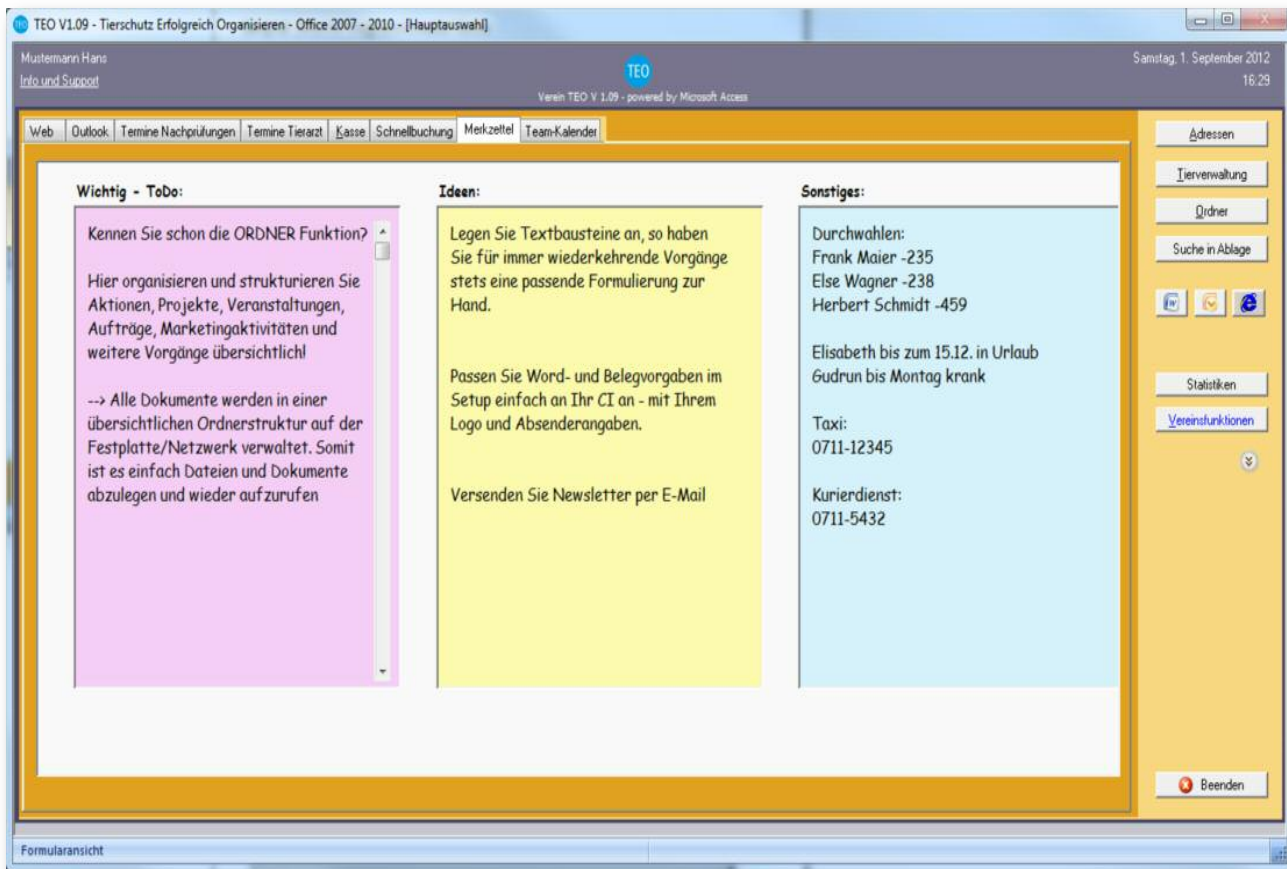 TEO V1.09 - Tierschutz Erfolgreich Organisieren - Office 2007 - 2010 - [Hauptauswahl]
Mustermann Hans
Info und Support
TEO
Verein TEO V 1.09 - powered by Microsoft Access
Samstag, 1. September 2012
16:29
Web
Outlook
Termine Nachprüfungen
Termine Tierarzt
Kasse
Schnellbuchung
Merkzettel
Team-Kalender
Wichtig - ToDo:
Kennen Sie schon die ORDNER Funktion?
Hier organisieren und strukturieren Sie
Aktionen, Projekte, Veranstaltungen,
Aufträge, Marketingaktivitäten und
weitere Vorgänge übersichtlich!
--> Alle Dokumente werden in einer
übersichtlichen Ordnerstruktur auf der
Festplatte/Netzwerk verwaltet. Somit
ist es einfach Dateien und Dokumente
abzulegen und wieder aufzurufen
Ideen:
Legen Sie Textbausteine an, so haben
Sie für immer wiederkehrende Vorgänge
stets eine passende Formulierung zur
Hand.
Passen Sie Word- und Belegvorgaben im
Setup einfach an Ihr CI an - mit Ihrem
Logo und Absenderangaben.
Versenden Sie Newsletter per E-Mail
Sonstiges:
Durchwahlen:
Frank Maier -235
Else Wagner -238
Herbert Schmidt -459
Elisabeth bis zum 15.12. in Urlaub
Gudrun bis Montag krank
Taxi:
0711-12345
Kurierdienst:
0711-5432
Adressen
Tierverwaltung
Ordner
Suche in Ablage
Statistiken
Vereinsfunktionen
Beenden
Formularansicht